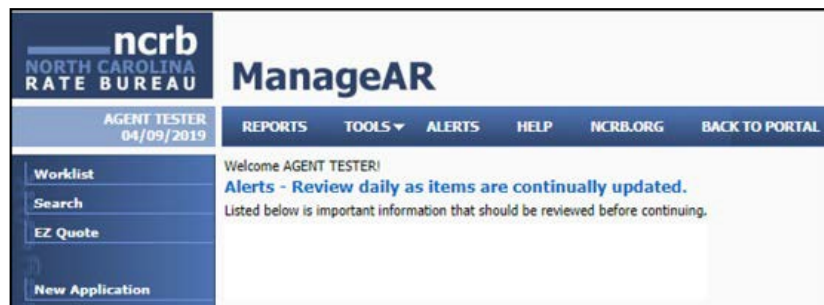 ncrb
NORTH CAROLINA
RATE BUREAU
ManageAR
AGENT TESTER
04/09/2019
REPORTS TOOLS ALERTS HELP NCRB.ORG BACK TO PORTAL
Worklist
Search
EZ Quote
New Application
Welcome AGENT TESTER!
Alerts - Review daily as items are continually updated.
Listed below is important information that should be reviewed before continuing.